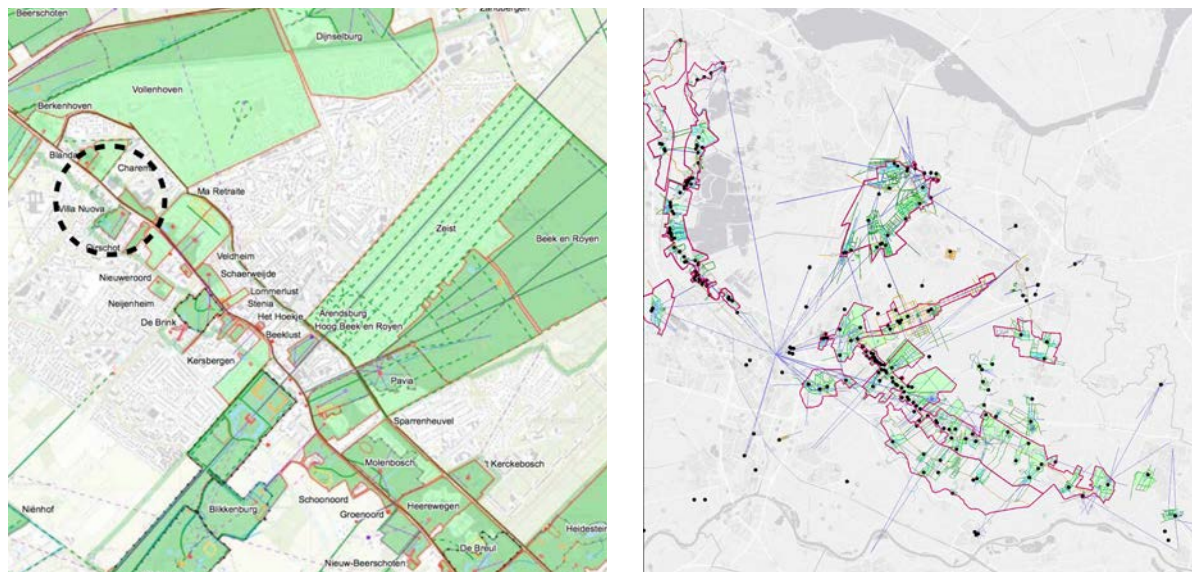 Beerschoten
Zandbergen
Dijnselburg
Vollenhoven
Berkenhoven
Blanda
Charem
Ma Retraite
Villa Nuova
Zeist
Beek en Royen
Veldheim
Nieuweroord
Schaerweijde
Lommerlust
Neijenheim
Stenia
Arendsburg
Het Hoekje
Hoog Beek en Royen
De Brink
Beeklust
Kersbergen
Pavia
Sparrenheuvel
Molenbosch
't Kerckebosch
Schoonoord
Niënhof
Blikkenburg
Groenoord
Heerewegen
Heidestein
De Breul
Nieuw-Beerschoten